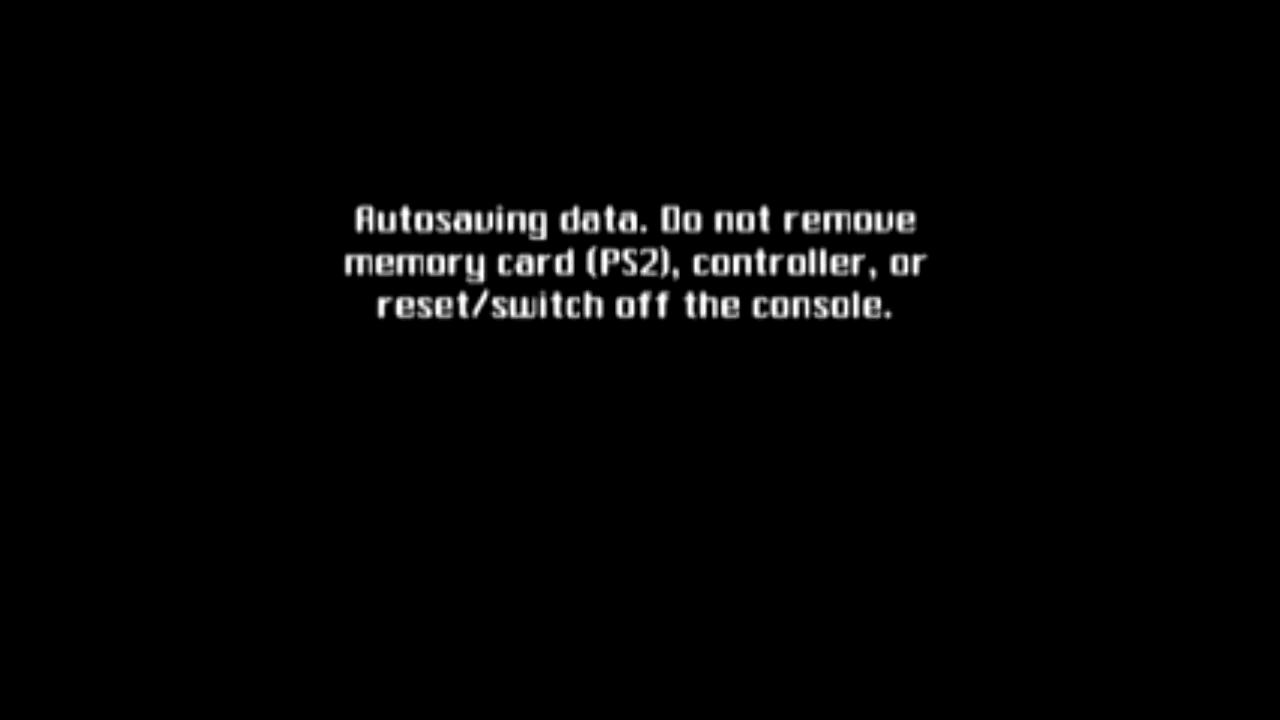 Autosaving data. Do not remove
memory card (PS2), controller, or
reset/switch off the console.